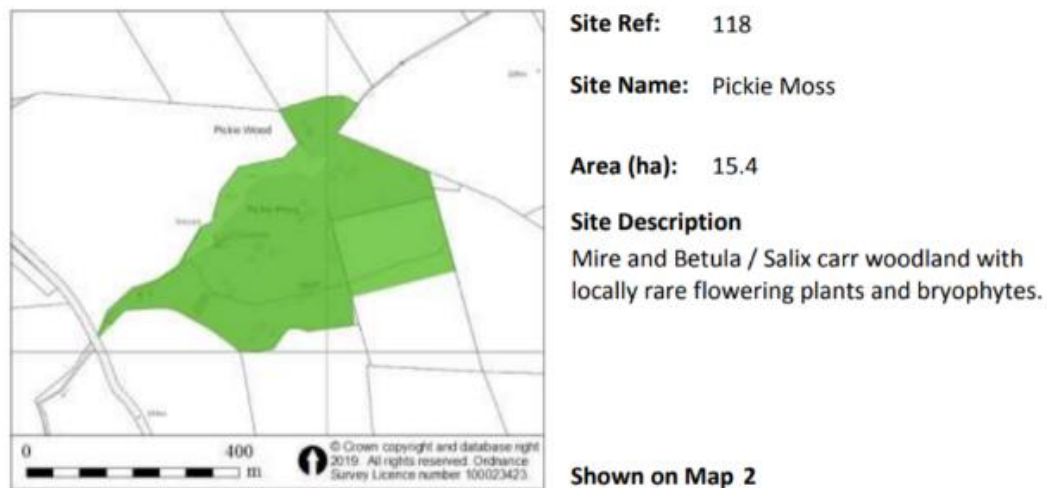 Site Ref: 118
Site Name: Pickie Moss
Area (ha): 15.4
Site Description
Mire and Betula / Salix carr woodland with
locally rare flowering plants and bryophytes.
Shown on Map 2
Pickie Wood
Pickie Moss
0 400
m
© Crown copyright and database right
2019. All rights reserved. Ordnance
Survey Licence number 100023423.